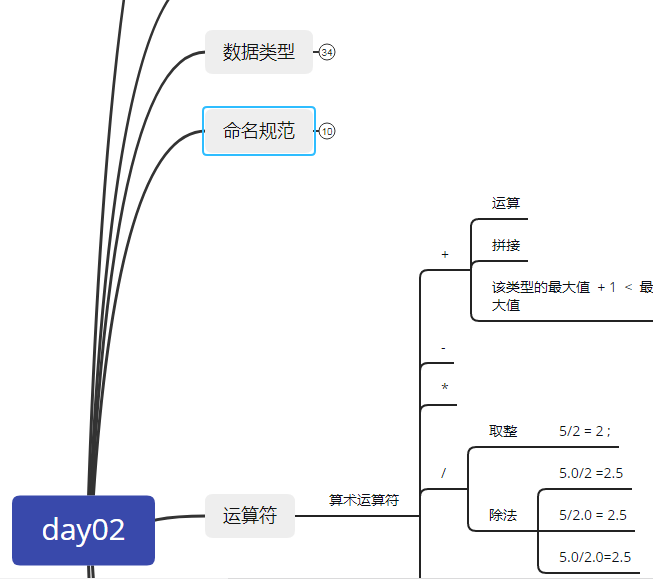 数据类型
34
命名规范
10
运算
+
拼接
该类型的最大值 + 1 < 最
大值
-
*
取整
5/2 = 2 ;
/
5.0/2 =2.5
算术运算符
运算符
除法
5/2.0 = 2.5
day02
5.0/2.0=2.5